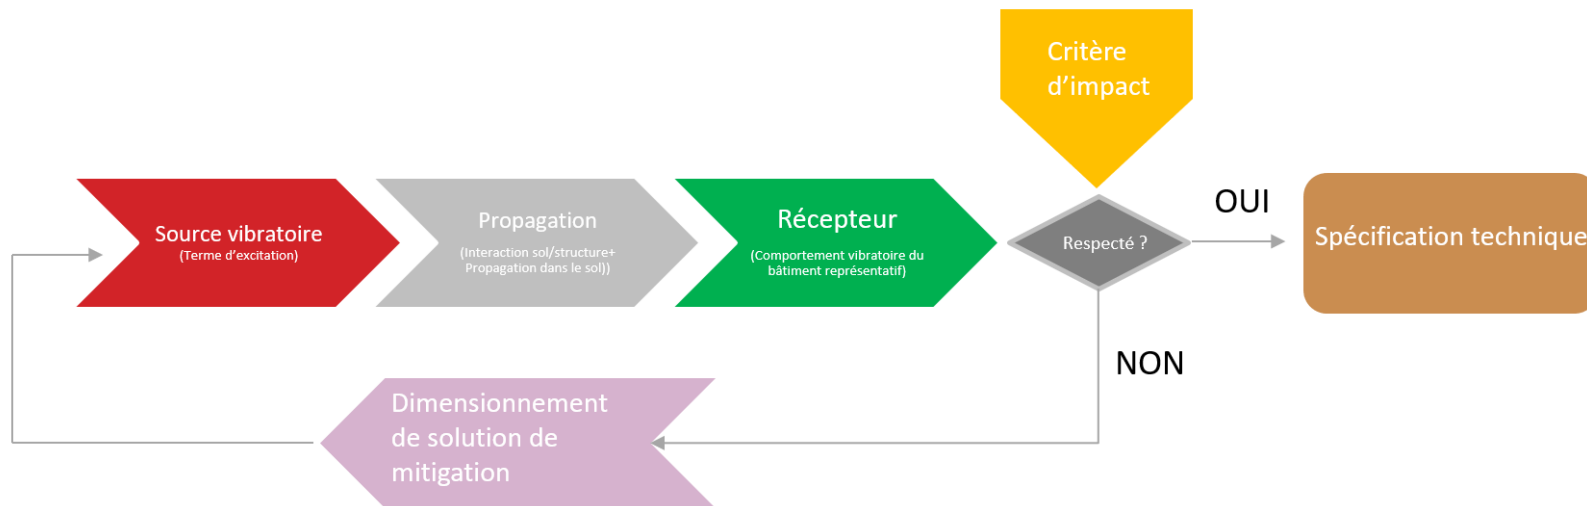 Critère
d’impact
Source vibratoire
(Terme d’excitation)
Propagation
(Interaction sol/structure+
Propagation dans le sol))
Récepteur
(Comportement vibratoire du
bâtiment représentatif)
Respecté ?
OUI
Spécification technique
NON
Dimensionnement
de solution de
mitigation